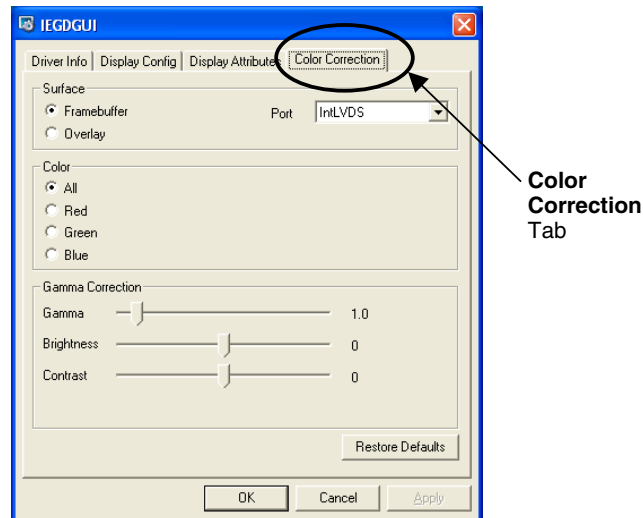 IEGDGUI
Driver Info
Display Config
Display Attributes
Color Correction
Surface
Framebuffer
Port
IntLVDS
Overlay
Color
All
Red
Green
Blue
Gamma Correction
Gamma
1.0
Brightness
0
Contrast
0
Restore Defaults
OK
Cancel
Apply
Color
Correction
Tab